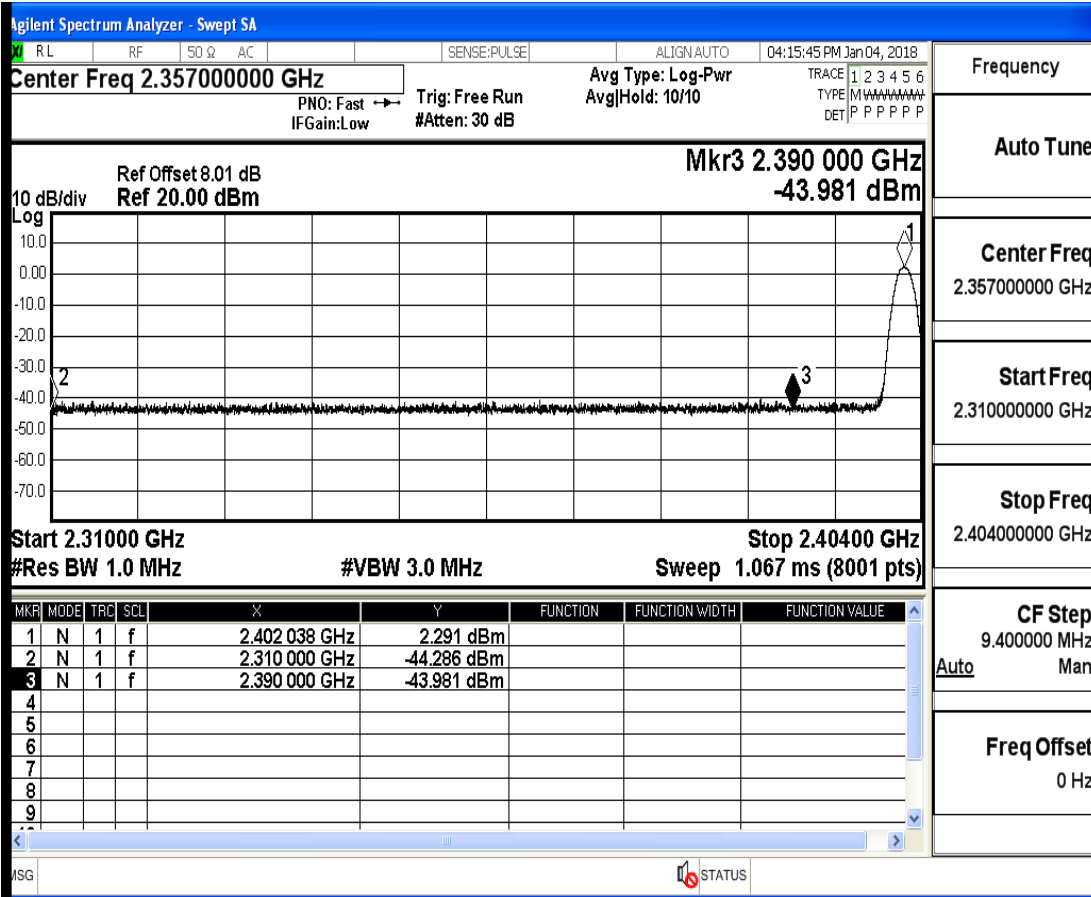 Agilent Spectrum Analyzer - Swept SA
RL RF 50 Ω AC SENSE:PULSE ALIGN AUTO 04:15:45 PM Jan 04, 2018
Center Freq 2.357000000 GHz
Avg Type: Log-Pwr
TRACE 1 2 3 4 5 6
PNO: Fast
Trig: Free Run
Avg|Hold: 10/10
TYPE M
IFGain:Low
#Atten: 30 dB
DET P P P P P P
Mkr3 2.390 000 GHz
-43.981 dBm
Ref Offset 8.01 dB
10 dB/div Ref 20.00 dBm
Log
10.0
0.00
-10.0
-20.0
-30.0
-40.0
-50.0
-60.0
-70.0
1
2
3
Start 2.31000 GHz Stop 2.40400 GHz
#Res BW 1.0 MHz #VBW 3.0 MHz Sweep 1.067 ms (8001 pts)
MKR MODE TRC SCL X Y FUNCTION FUNCTION WIDTH FUNCTION VALUE
1 N 1 f 2.402 038 GHz 2.291 dBm
2 N 1 f 2.310 000 GHz -44.286 dBm
3 N 1 f 2.390 000 GHz -43.981 dBm
4
5
6
7
8
9
MSG STATUS
Frequency
Auto Tune
Center Freq
2.357000000 GHz
Start Freq
2.310000000 GHz
Stop Freq
2.404000000 GHz
CF Step
9.400000 MHz
Auto Man
Freq Offset
0 Hz